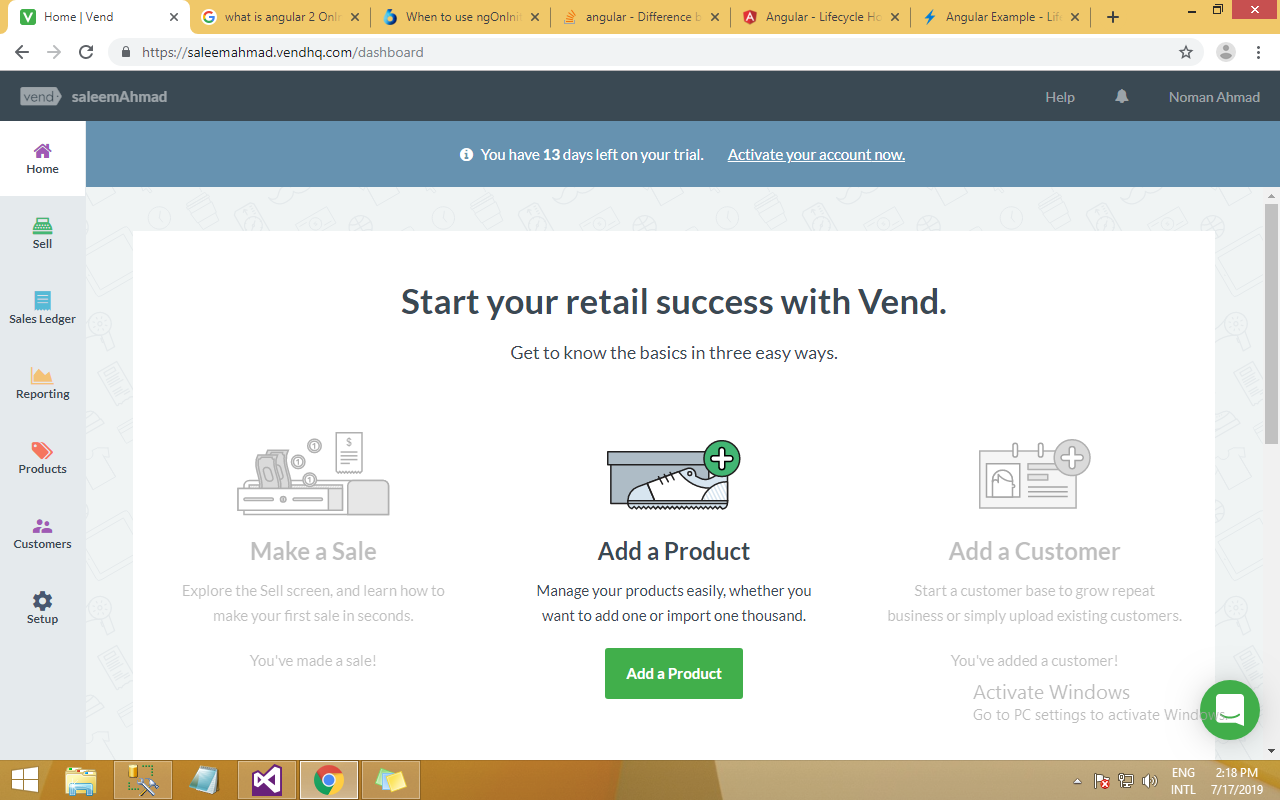 Home | Vend
what is angular 2 OnIn
When to use ngOnInit
angular - Difference b
Angular - Lifecycle Ho
Angular Example - Life
https://saleemahmad.vendhq.com/dashboard
vend
saleemAhmad
Help
Noman Ahmad
You have 13 days left on your trial.
Activate your account now.
Home
Sell
Sales Ledger
Reporting
Products
Customers
Setup
Start your retail success with Vend.
Get to know the basics in three easy ways.
Make a Sale
Explore the Sell screen, and learn how to
make your first sale in seconds.
You've made a sale!
Add a Product
Manage your products easily, whether you
want to add one or import one thousand.
Add a Product
Add a Customer
Start a customer base to grow repeat
business or simply upload existing customers.
You've added a customer!
Activate Windows
Go to PC settings to activate Windows.
ENG
INTL
2:18 PM
7/17/2019